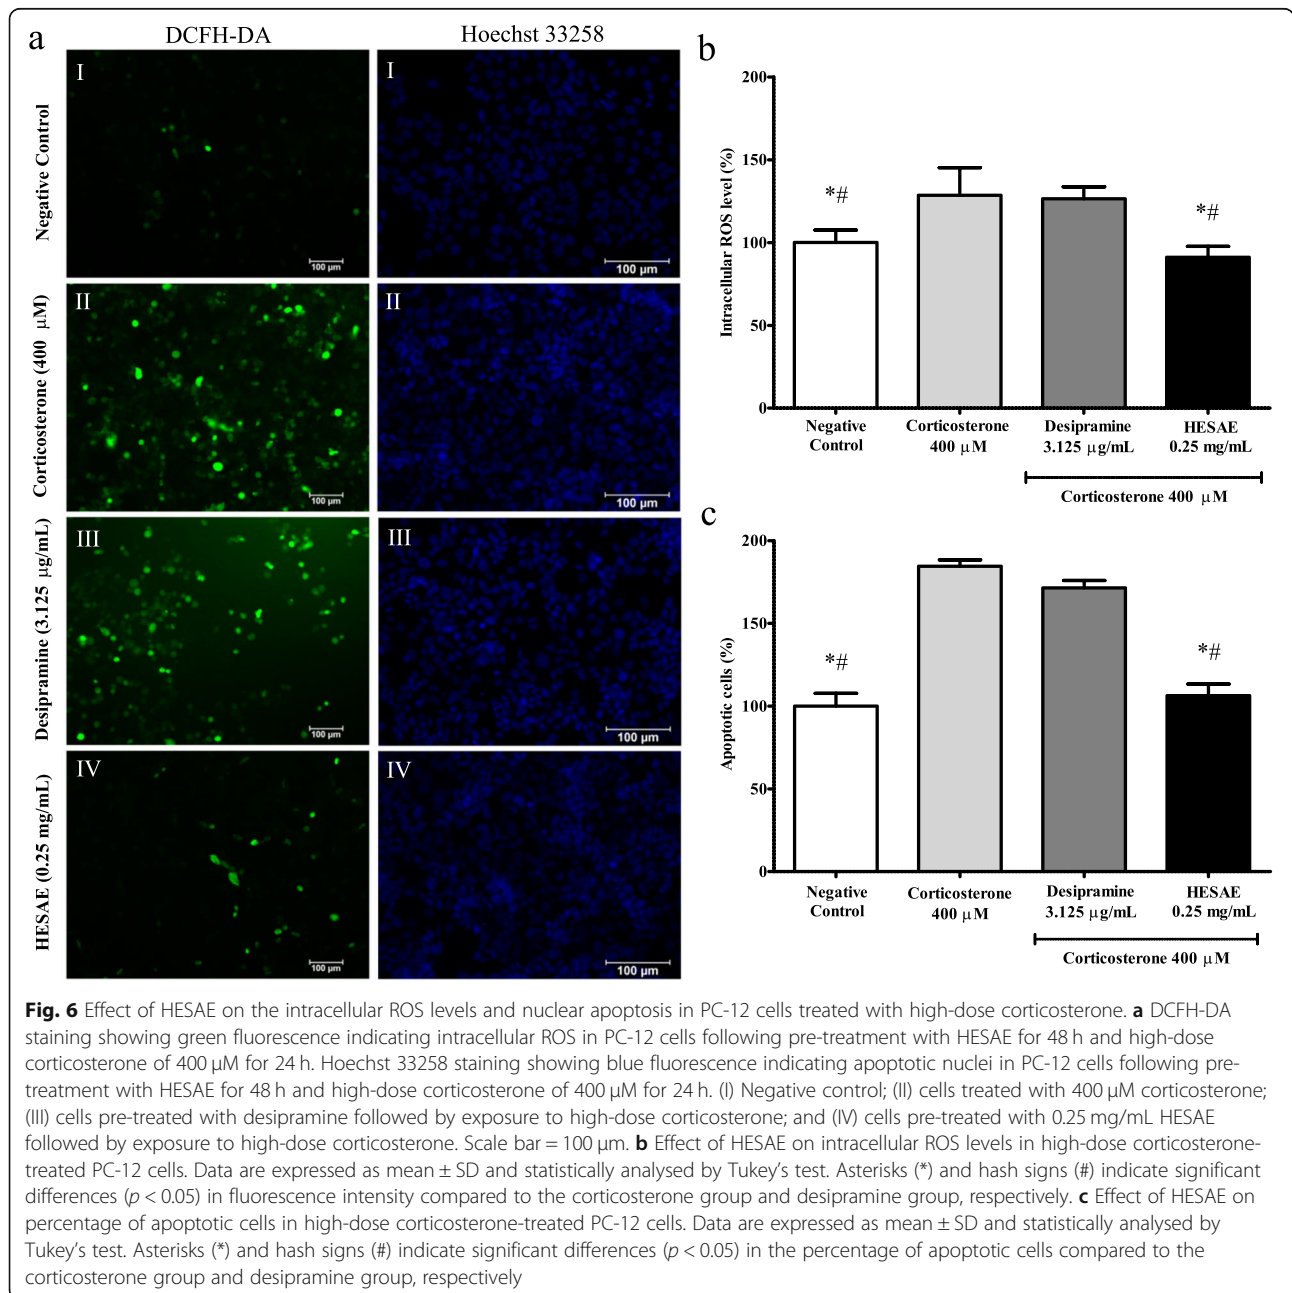 a
DCFH-DA
Hoechst 33258
Negative Control
I
100 µm
I
100 µm
Corticosterone (400 µM)
II
100 µm
II
100 µm
Desipramine (3.125 µg/mL)
III
100 µm
III
100 µm
HESAE (0.25 mg/mL)
IV
100 µm
IV
100 µm
b
Intracellular ROS level (%)
200
150
100
50
0
*#
*#
Negative
Control
Corticosterone
400 µM
Desipramine
3.125 µg/mL
HESAE
0.25 mg/mL
Corticosterone 400 µM
c
Apoptotic cells (%)
200
150
100
50
0
*#
*#
Negative
Control
Corticosterone
400 µM
Desipramine
3.125 µg/mL
HESAE
0.25 mg/mL
Corticosterone 400 µM
Fig. 6 Effect of HESAE on the intracellular ROS levels and nuclear apoptosis in PC-12 cells treated with high-dose corticosterone. a DCFH-DA
staining showing green fluorescence indicating intracellular ROS in PC-12 cells following pre-treatment with HESAE for 48 h and high-dose
corticosterone of 400 µM for 24 h. Hoechst 33258 staining showing blue fluorescence indicating apoptotic nuclei in PC-12 cells following pre-
treatment with HESAE for 48 h and high-dose corticosterone of 400 µM for 24 h. (I) Negative control; (II) cells treated with 400 µM corticosterone;
(III) cells pre-treated with desipramine followed by exposure to high-dose corticosterone; and (IV) cells pre-treated with 0.25 mg/mL HESAE
followed by exposure to high-dose corticosterone. Scale bar = 100 µm. b Effect of HESAE on intracellular ROS levels in high-dose corticosterone-
treated PC-12 cells. Data are expressed as mean ± SD and statistically analysed by Tukey's test. Asterisks (*) and hash signs (#) indicate significant
differences (p < 0.05) in fluorescence intensity compared to the corticosterone group and desipramine group, respectively. c Effect of HESAE on
percentage of apoptotic cells in high-dose corticosterone-treated PC-12 cells. Data are expressed as mean ± SD and statistically analysed by
Tukey's test. Asterisks (*) and hash signs (#) indicate significant differences (p < 0.05) in the percentage of apoptotic cells compared to the
corticosterone group and desipramine group, respectively